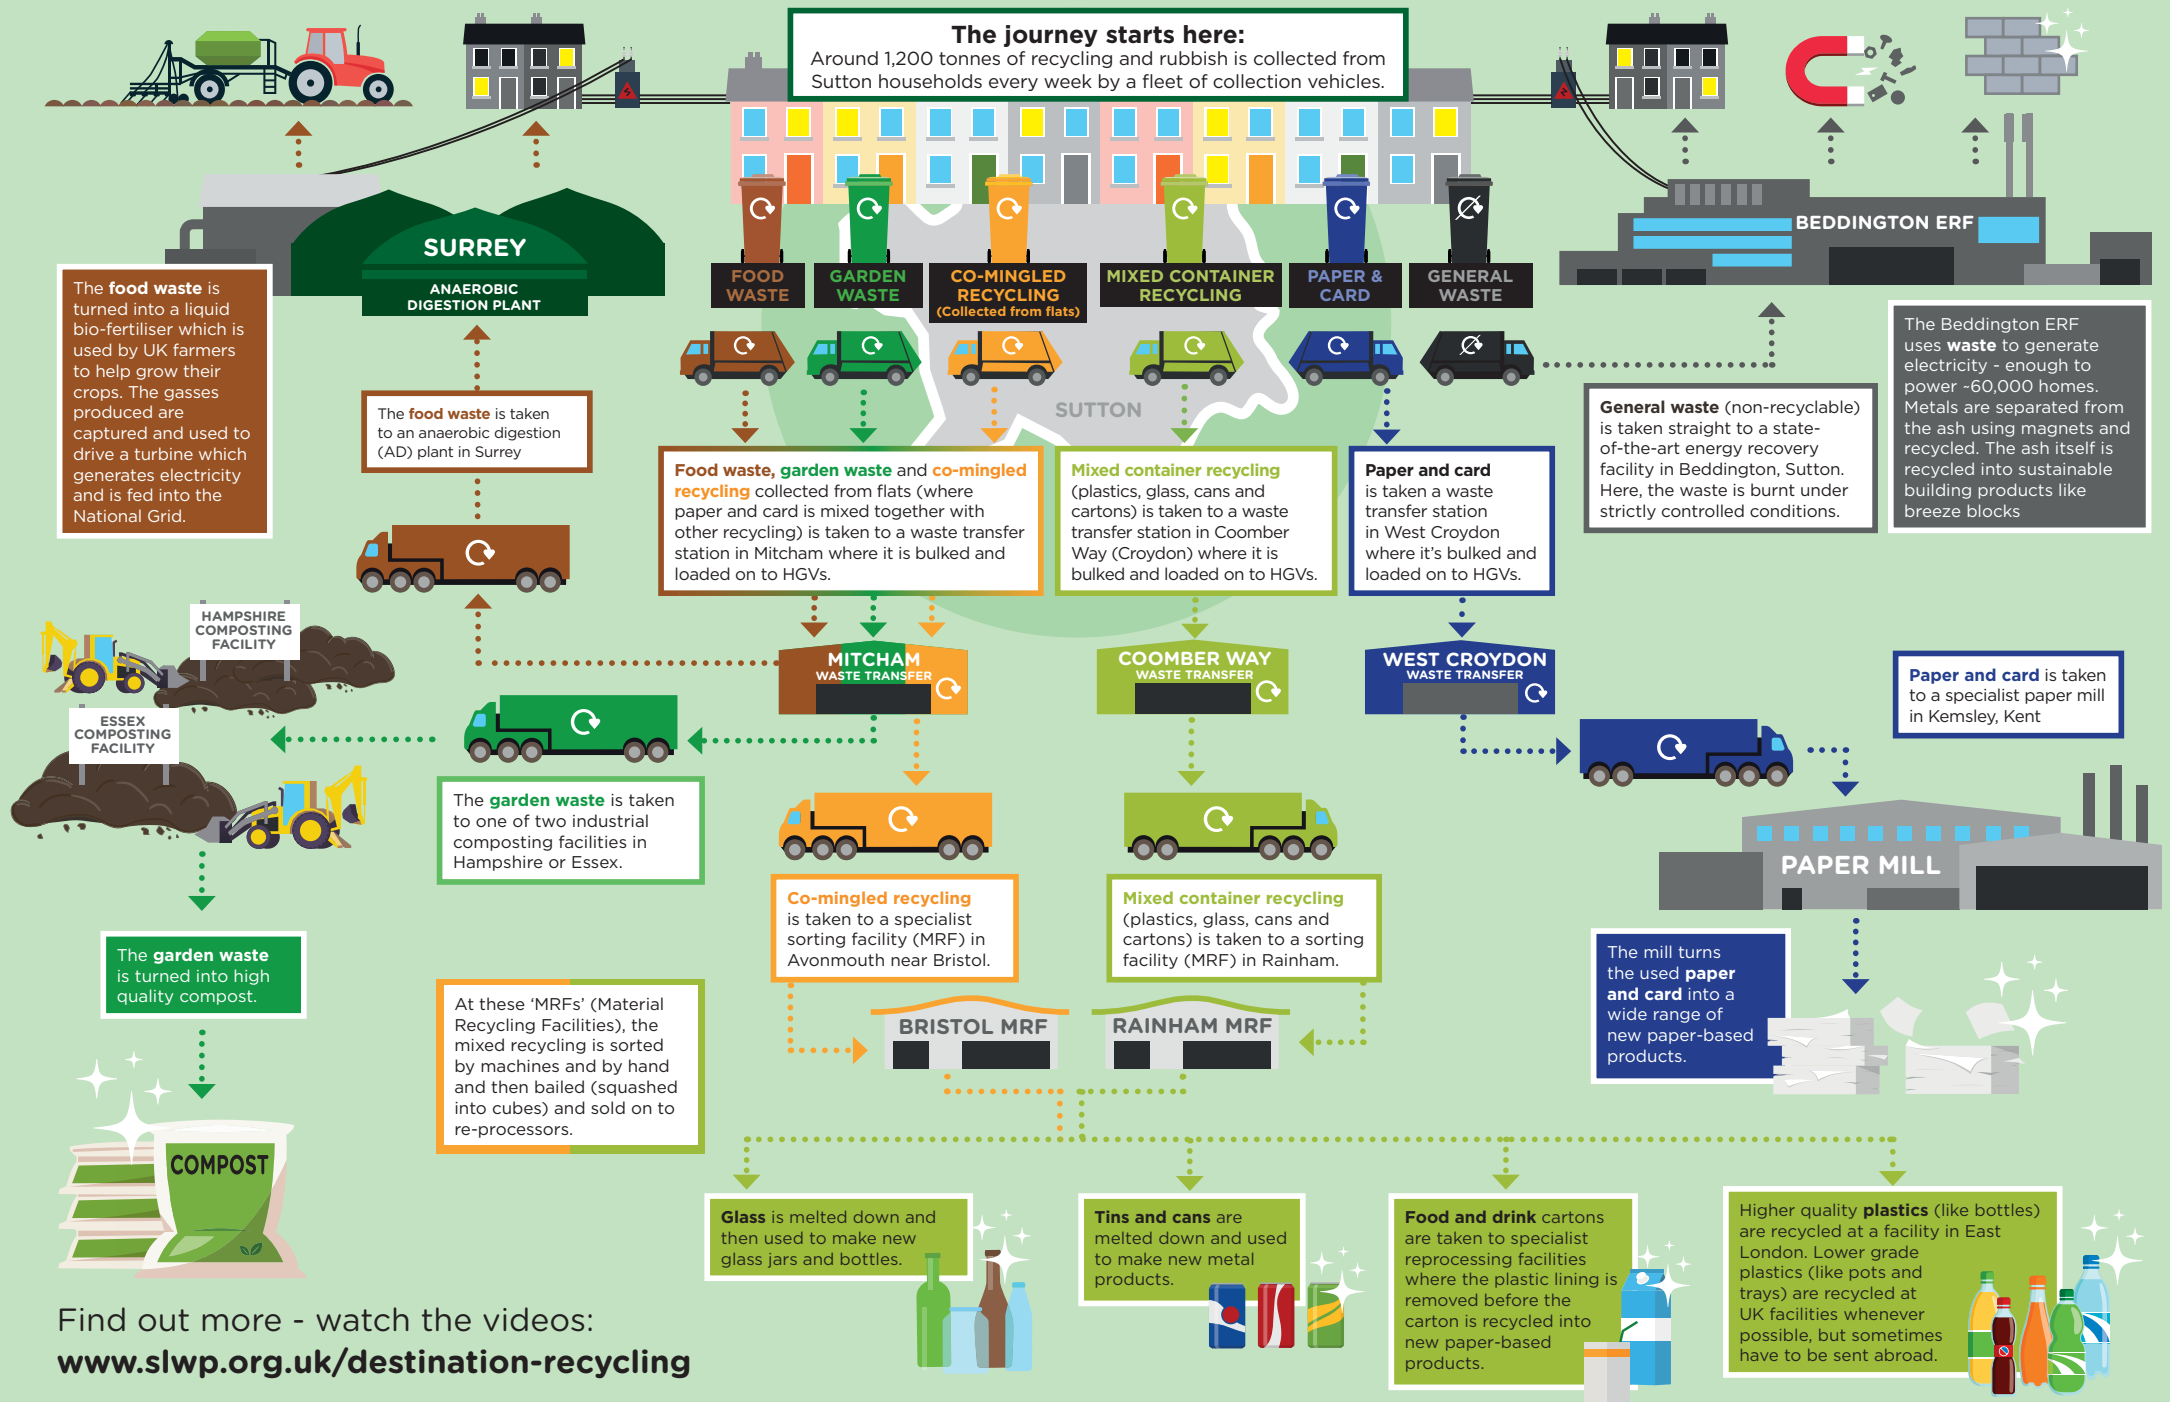 The journey starts here:
Around 1,200 tonnes of recycling and rubbish is collected from
Sutton households every week by a fleet of collection vehicles.
SURREY
ANAEROBIC
DIGESTION PLANT
BEDDINGTON ERF
FOOD
WASTE
GARDEN
WASTE
CO-MINGLED
RECYCLING
(Collected from flats)
MIXED CONTAINER
RECYCLING
PAPER &
CARD
GENERAL
WASTE
SUTTON
The food waste is
turned into a liquid
bio-fertiliser which is
used by UK farmers
to help grow their
crops. The gasses
produced are
captured and used to
drive a turbine which
generates electricity
and is fed into the
National Grid.
The food waste is taken
to an anaerobic digestion
(AD) plant in Surrey
Food waste, garden waste and co-mingled
recycling collected from flats (where
paper and card is mixed together with
other recycling) is taken to a waste transfer
station in Mitcham where it is bulked and
loaded on to HGVs.
Mixed container recycling
(plastics, glass, cans and
cartons) is taken to a waste
transfer station in Coomber
Way (Croydon) where it is
bulked and loaded on to HGVs.
Paper and card
is taken a waste
transfer station
in West Croydon
where it's bulked and
loaded on to HGVs.
General waste (non-recyclable)
is taken straight to a state-
of-the-art energy recovery
facility in Beddington, Sutton.
Here, the waste is burnt under
strictly controlled conditions.
The Beddington ERF
uses waste to generate
electricity - enough to
power ~60,000 homes.
Metals are separated from
the ash using magnets and
recycled. The ash itself is
recycled into sustainable
building products like
breeze blocks
HAMPSHIRE
COMPOSTING
FACILITY
ESSEX
COMPOSTING
FACILITY
MITCHAM
WASTE TRANSFER
COOMBER WAY
WASTE TRANSFER
WEST CROYDON
WASTE TRANSFER
Paper and card is taken
to a specialist paper mill
in Kemsley, Kent
The garden waste is taken
to one of two industrial
composting facilities in
Hampshire or Essex.
PAPER MILL
Co-mingled recycling
is taken to a specialist
sorting facility (MRF) in
Avonmouth near Bristol.
Mixed container recycling
(plastics, glass, cans and
cartons) is taken to a sorting
facility (MRF) in Rainham.
The garden waste
is turned into high
quality compost.
The mill turns
the used paper
and card into a
wide range of
new paper-based
products.
At these ‘MRFs’ (Material
Recycling Facilities), the
mixed recycling is sorted
by machines and by hand
and then bailed (squashed
into cubes) and sold on to
re-processors.
BRISTOL MRF
RAINHAM MRF
COMPOST
Glass is melted down and
then used to make new
glass jars and bottles.
Tins and cans are
melted down and used
to make new metal
products.
Food and drink cartons
are taken to specialist
reprocessing facilities
where the plastic lining is
removed before the
carton is recycled into
new paper-based
products.
Higher quality plastics (like bottles)
are recycled at a facility in East
London. Lower grade
plastics (like pots and
trays) are recycled at
UK facilities whenever
possible, but sometimes
have to be sent abroad.
Find out more - watch the videos:
www.slwp.org.uk/destination-recycling